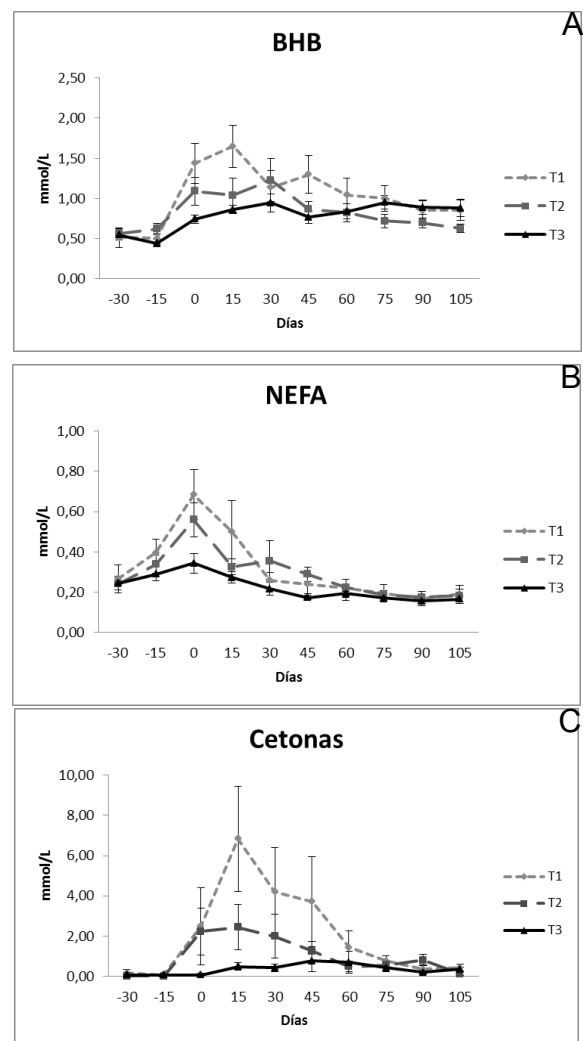 A
BHB
2,50
2,00
1,50
1,00
0,50
0,00
mmol/L
-30 -15 0 15 30 45 60 75 90 105
Días
T1
T2
T3
B
NEFA
1,00
0,80
0,60
0,40
0,20
0,00
mmol/L
-30 -15 0 15 30 45 60 75 90 105
Días
T1
T2
T3
C
Cetonas
10,00
8,00
6,00
4,00
2,00
0,00
mmol/L
-30 -15 0 15 30 45 60 75 90 105
Días
T1
T2
T3